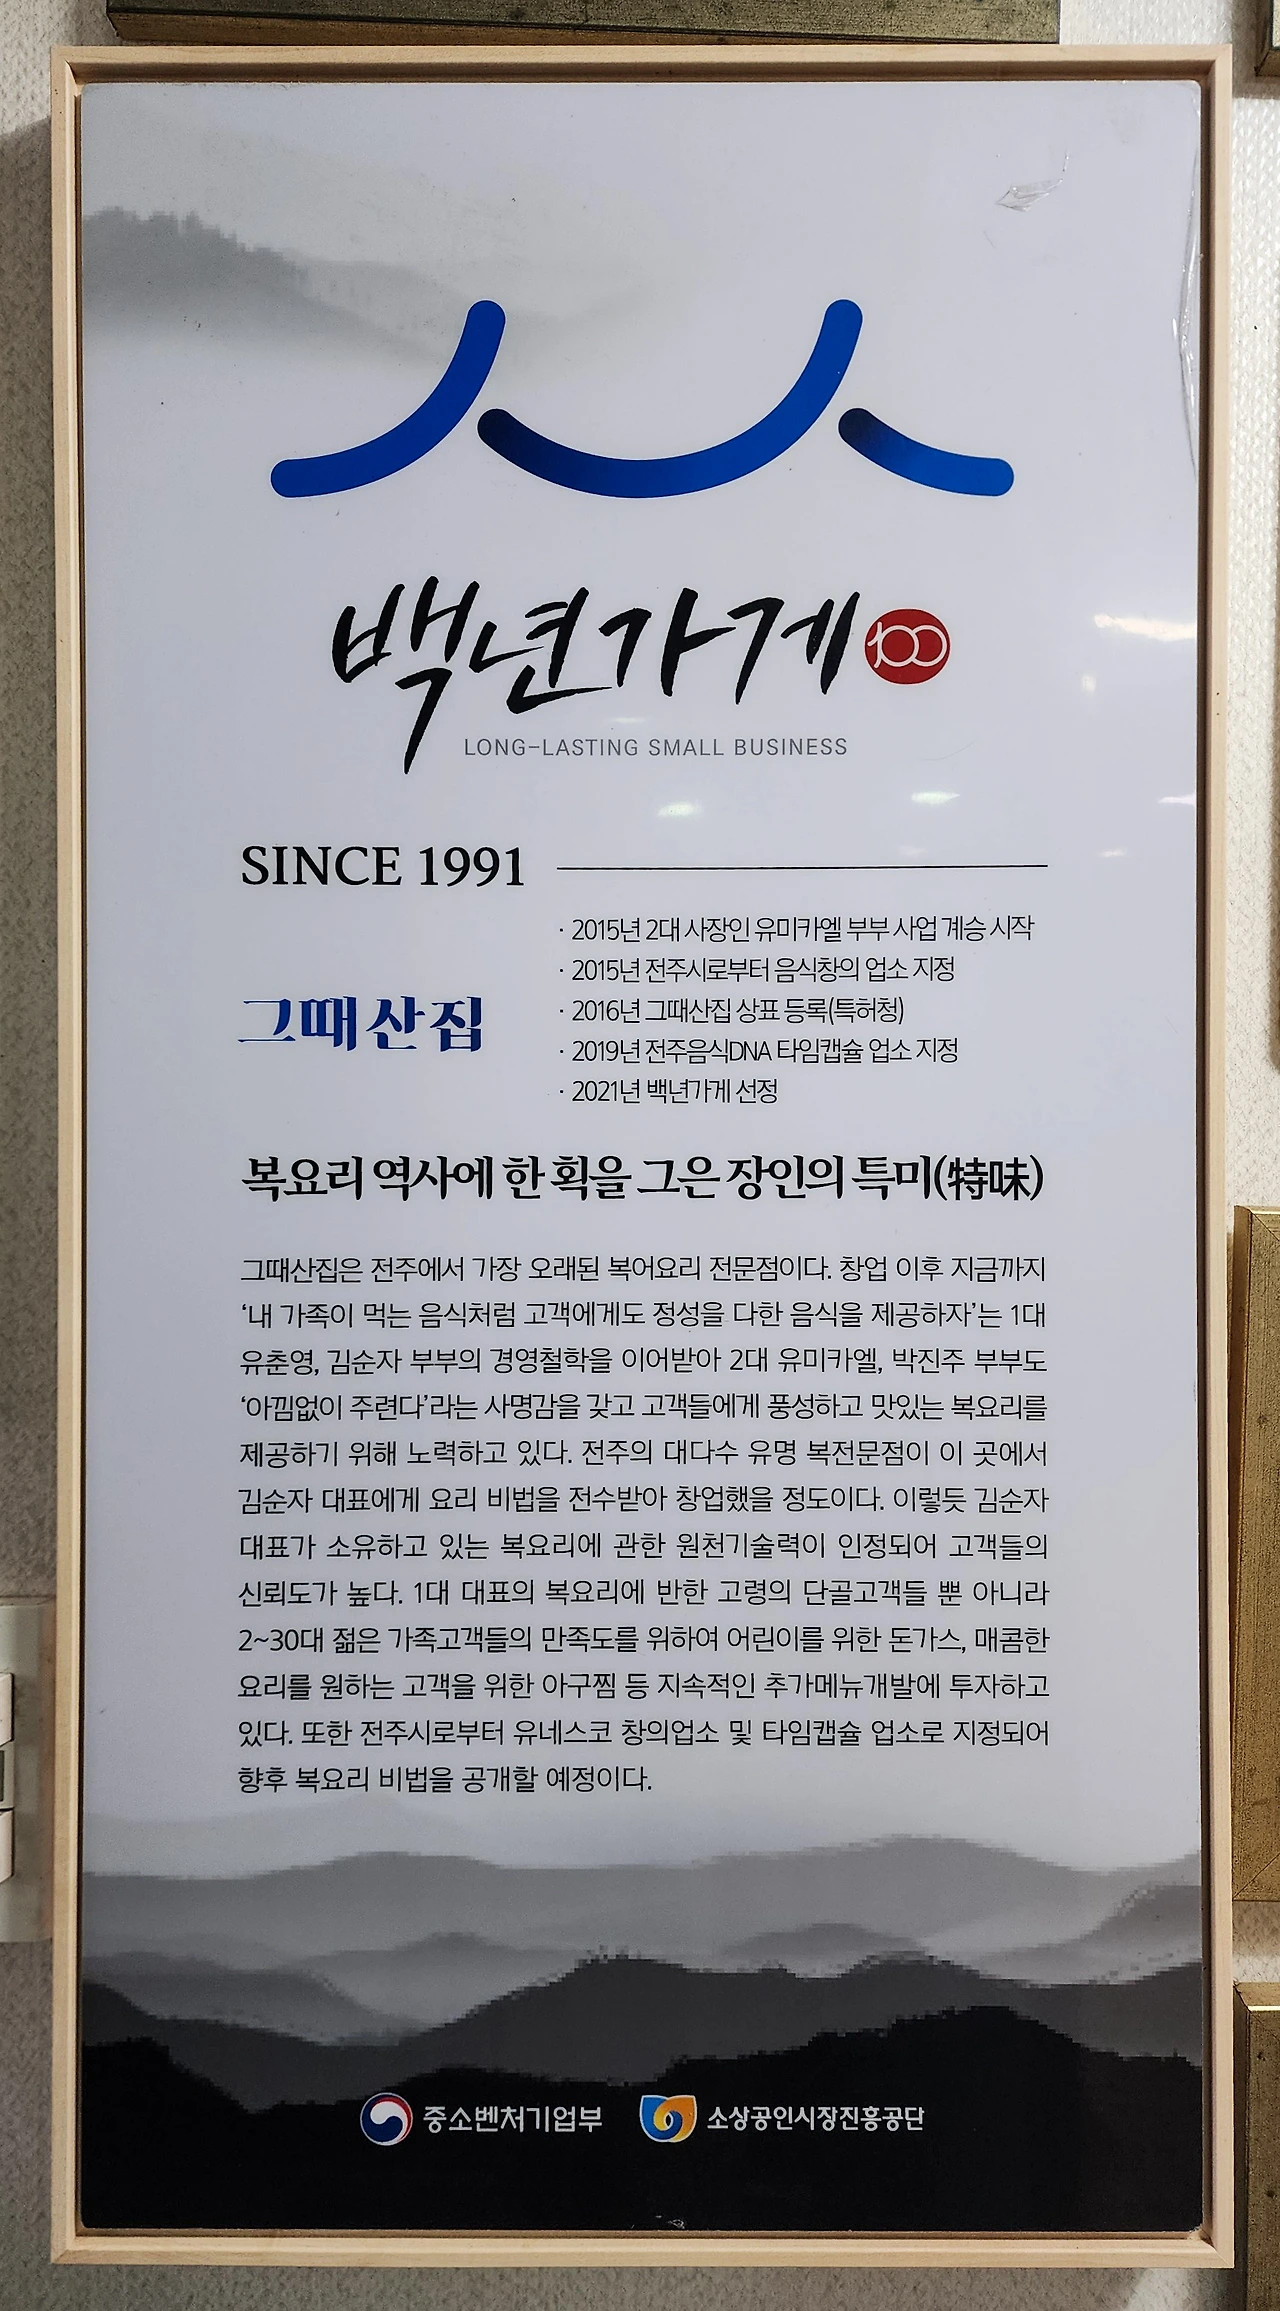 백년가게 100
LONG-LASTING SMALL BUSINESS
SINCE 1991
그때산집
· 2015년 2대 사장인 유미카엘 부부 사업 계승 시작
· 2015년 전주시로부터 음식창의 업소 지정
· 2016년 그때산집 상표 등록(특허청)
· 2019년 전주음식DNA 타임캡슐 업소 지정
· 2021년 백년가게 선정
복요리 역사에 한 획을 그은 장인의 특미(特味)
그때산집은 전주에서 가장 오래된 복어요리 전문점이다. 창업 이후 지금까지
‘내 가족이 먹는 음식처럼 고객에게도 정성을 다한 음식을 제공하자’는 1대
유춘영, 김순자 부부의 경영철학을 이어받아 2대 유미카엘, 박진주 부부도
‘아낌없이 주련다’라는 사명감을 갖고 고객들에게 풍성하고 맛있는 복요리를
제공하기 위해 노력하고 있다. 전주의 대다수 유명 복전문점이 이 곳에서
김순자 대표에게 요리 비법을 전수받아 창업했을 정도이다. 이렇듯 김순자
대표가 소유하고 있는 복요리에 관한 원천기술력이 인정되어 고객들의
신뢰도가 높다. 1대 대표의 복요리에 반한 고령의 단골고객들 뿐 아니라
2~30대 젊은 가족고객들의 만족도를 위하여 어린이를 위한 돈가스, 매콤한
요리를 원하는 고객을 위한 아구찜 등 지속적인 추가메뉴개발에 투자하고
있다. 또한 전주시로부터 유네스코 창의업소 및 타임캡슐 업소로 지정되어
향후 복요리 비법을 공개할 예정이다.
중소벤처기업부 소상공인시장진흥공단